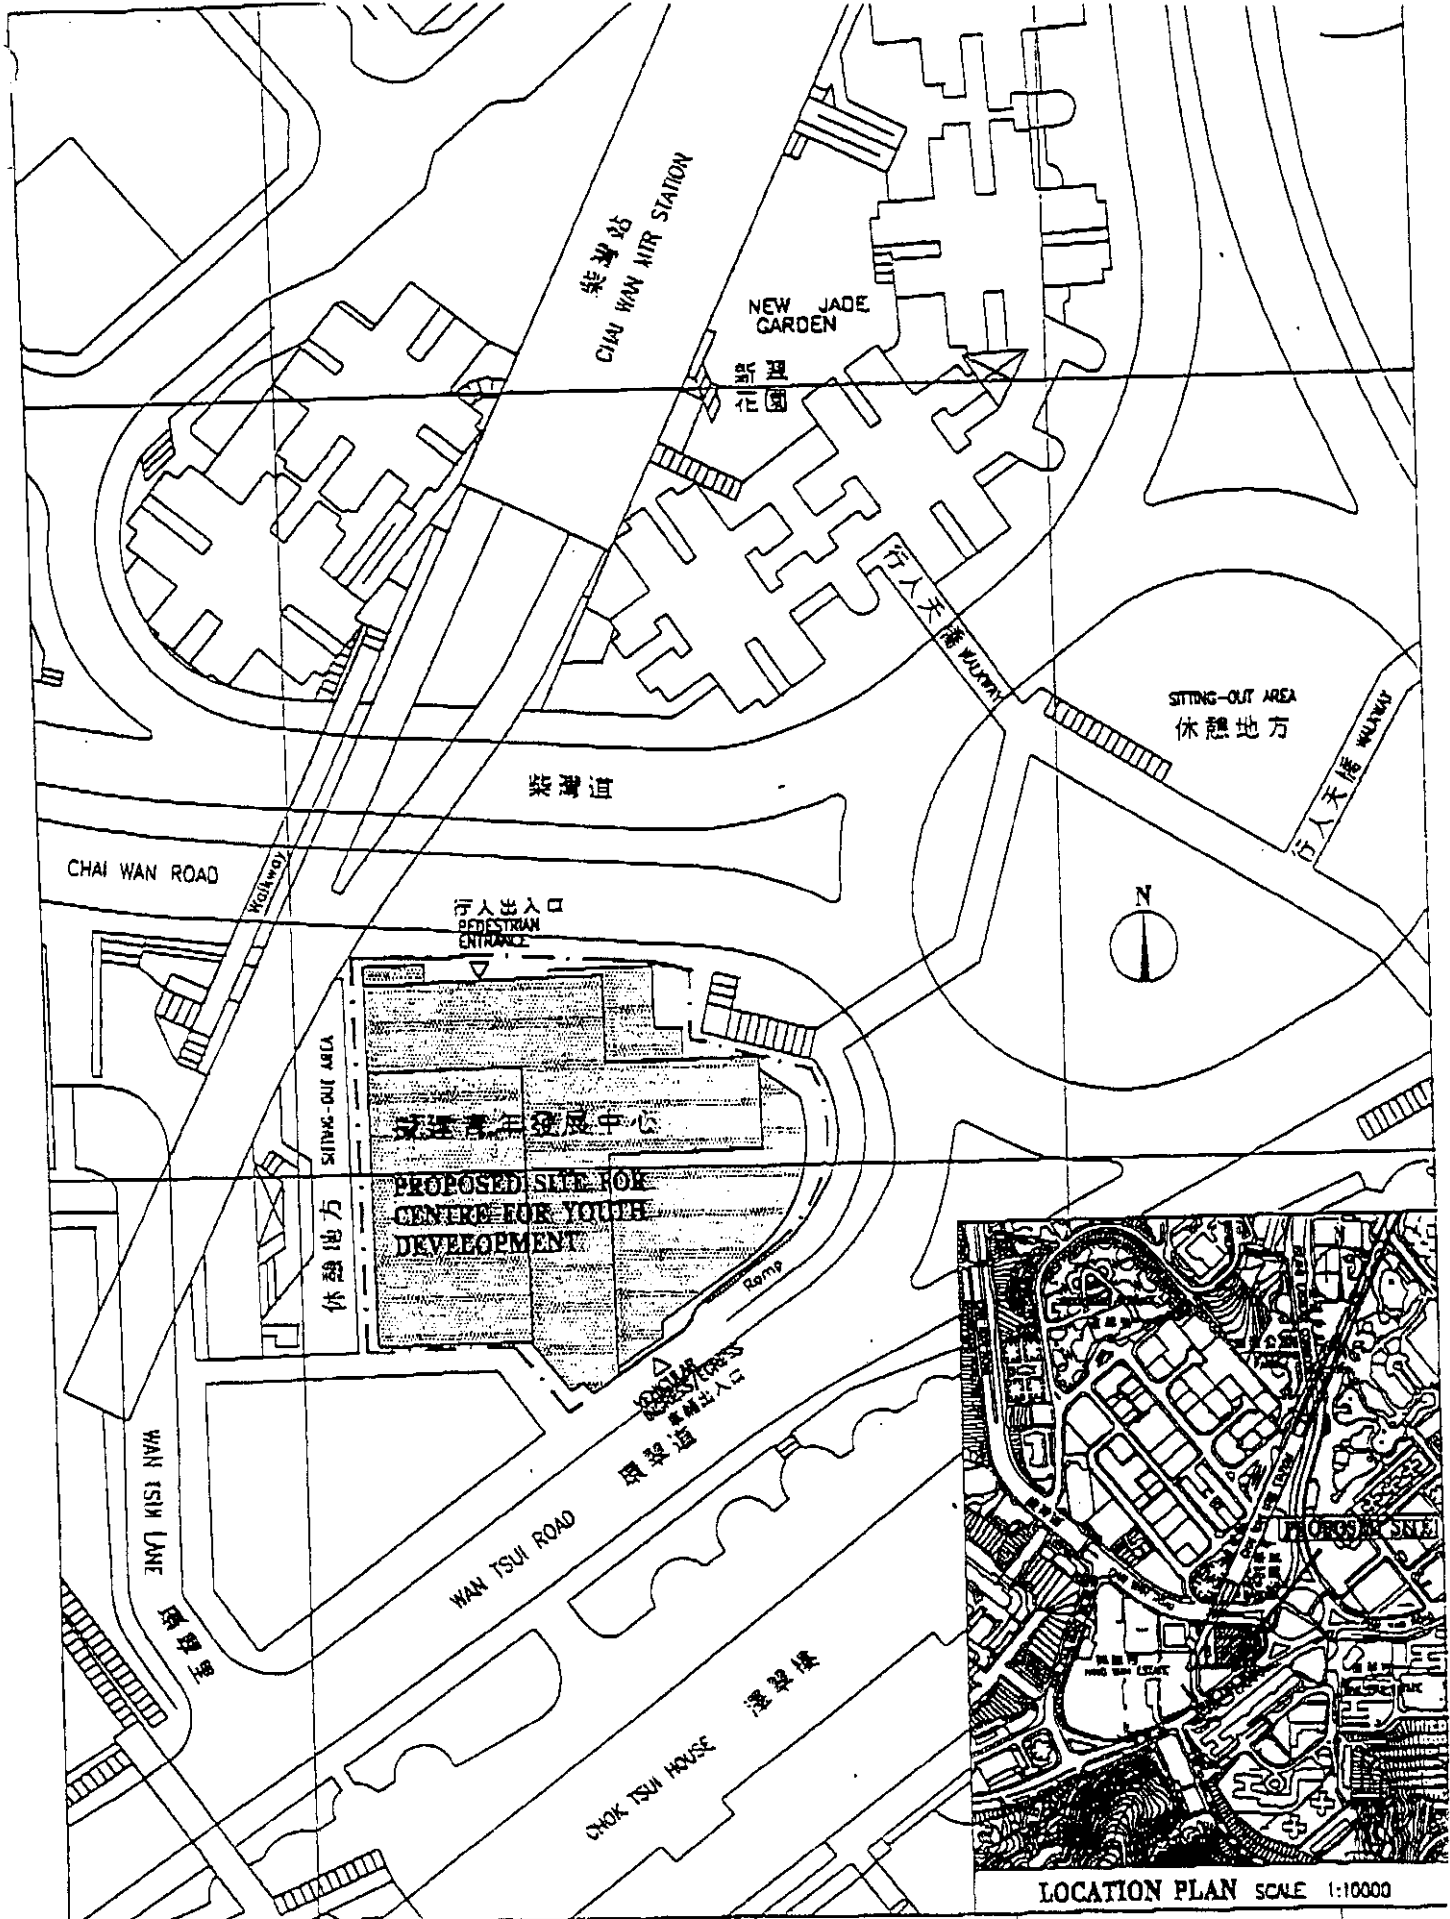 柴灣站
CHAI WAN MTR STATION
NEW JADE
GARDEN
新翠
花園
行人天橋 WALKWAY
SITTING-OUT AREA
休憩地方
行人天橋 WALKWAY
柴灣道
CHAI WAN ROAD
Walkway
行人出入口
PEDESTRIAN
ENTRANCE
N
SITTING-OUT AREA
休憩地方
擬建青年發展中心
PROPOSED SITE FOR
CENTRE FOR YOUTH
DEVELOPMENT
Ramp
VEHICULAR
INGRESS/EGRESS
車輛出入口
環翠道
WAN TSUI ROAD
WAN TSUI LANE
環翠里
澤翠樓
CHOK TSUI HOUSE
PROPOSED SITE
LOCATION PLAN SCALE 1:10000